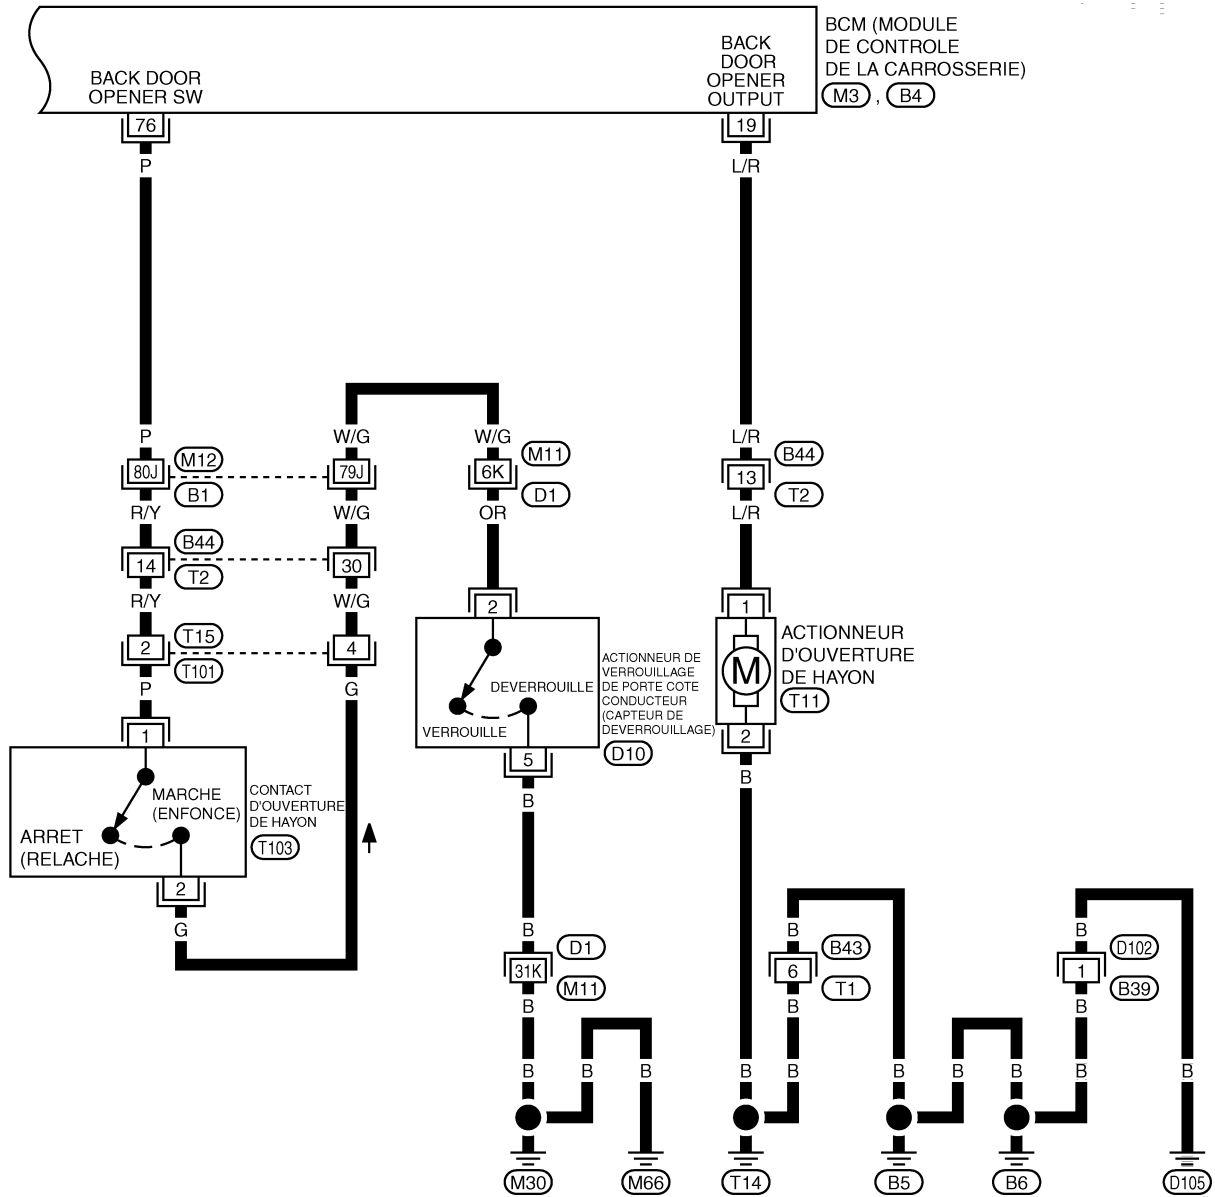 BCM (MODULE
DE CONTROLE
DE LA CARROSSERIE)
M3 , B4
BACK DOOR
OPENER SW
BACK
DOOR
OPENER
OUTPUT
76
19
P
L/R
P
W/G
W/G
L/R
80J
M12
B1
79J
6K
M11
D1
13
B44
T2
R/Y
W/G
OR
L/R
14
B44
T2
30
R/Y
W/G
2
1
2
T15
T101
4
P
G
1
DEVERROUILLE
VERROUILLE
ACTIONNEUR DE
VERROUILLAGE
DE PORTE COTE
CONDUCTEUR
(CAPTEUR DE
DEVERROUILLAGE)
D10
M
ACTIONNEUR
D'OUVERTURE
DE HAYON
T11
5
2
B
B
MARCHE
(ENFONCE)
ARRET
(RELACHE)
CONTACT
D'OUVERTURE
DE HAYON
T103
2
G
B
B
B
31K
D1
M11
6
B43
T1
1
D102
B39
B
B
B
B
B
B
B
B
B
B
B
B
M30
M66
T14
B5
B6
D105